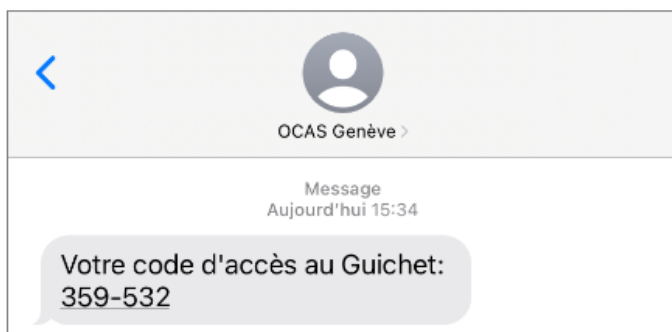 OCAS Genève
Message
Aujourd'hui 15:34
Votre code d'accès au Guichet:
359-532